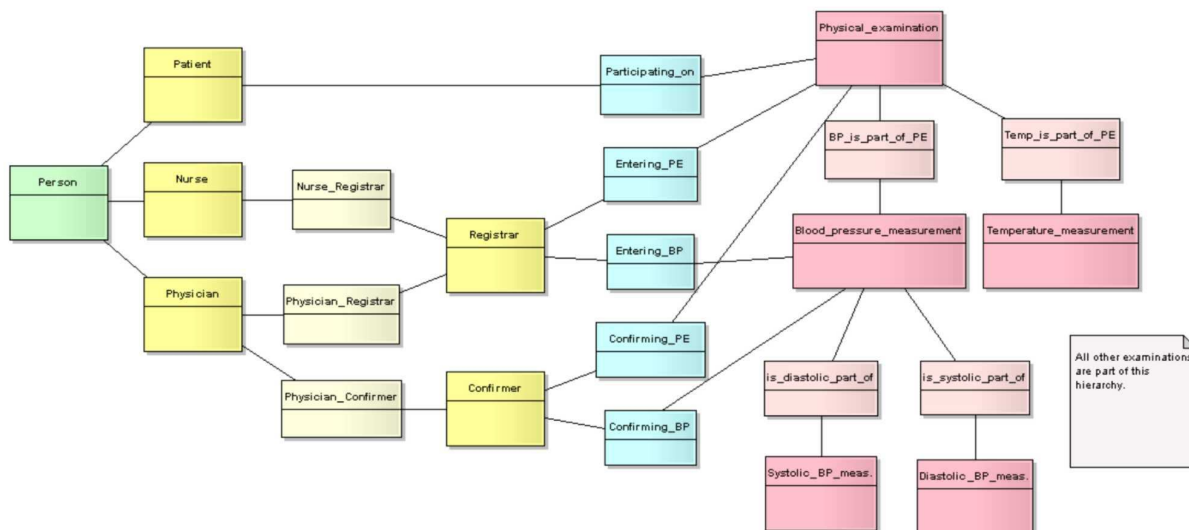 Physical_examination
Patient
Participating_on
BP_is_part_of_PE
Temp_is_part_of_PE
Person
Nurse
Nurse_Registrar
Entering_PE
Registrar
Blood_pressure_measurement
Temperature_measurement
Entering_BP
Physician
Physician_Registrar
Confirming_PE
All other examinations
are part of this
hierarchy.
Physician_Confirmer
Confirmer
is_diastolic_part_of
is_systolic_part_of
Confirming_BP
Systolic_BP_meas.
Diastolic_BP_meas.